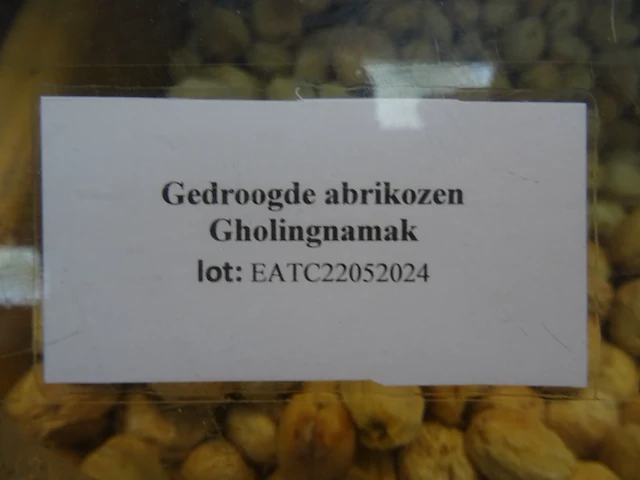 Gedroogde abrikozen
Gholingnamak
lot: EATC22052024